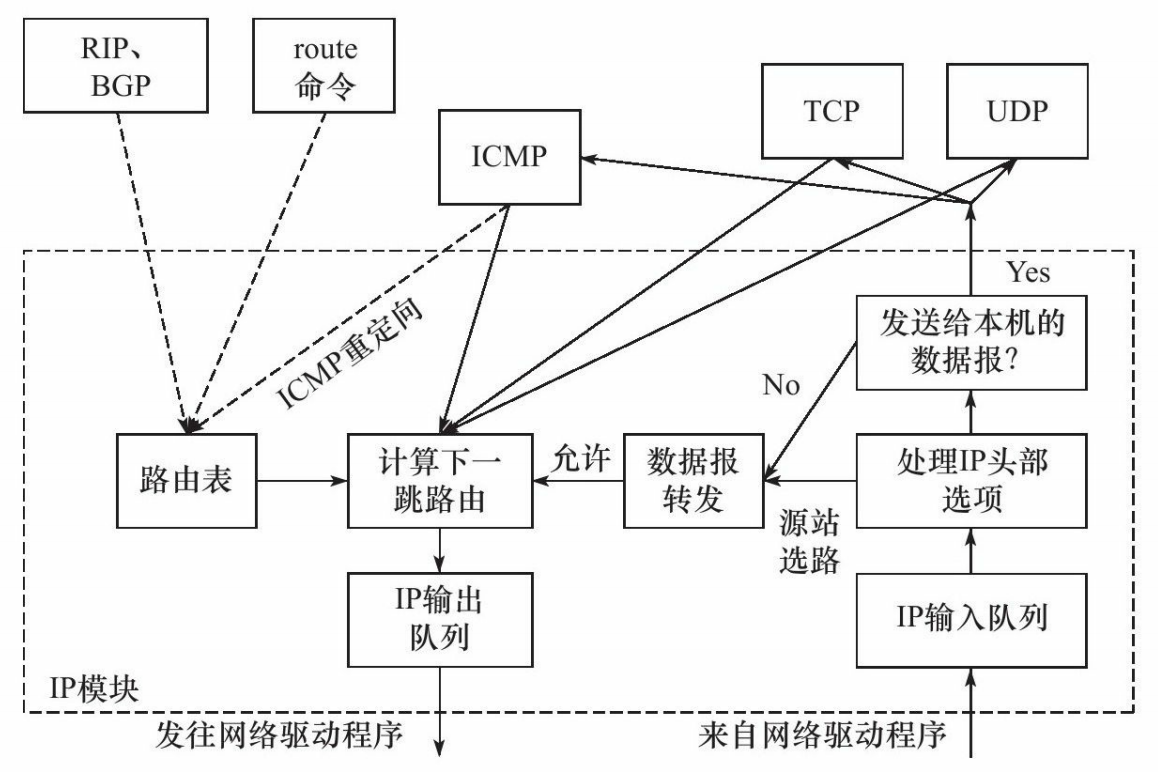 RIP、
BGP
route
命令
ICMP
TCP
UDP
Yes
发送给本机的
数据报？
ICMP重定向
No
路由表
计算下一
跳路由
允许
数据报
转发
处理IP头部
选项
源站
选路
IP输出
队列
IP输入队列
IP模块
发往网络驱动程序
来自网络驱动程序